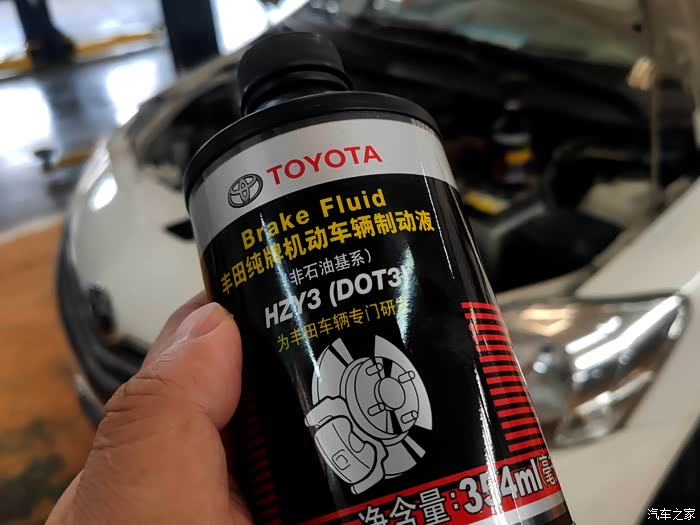 TOYOTA
Brake Fluid
丰田纯牌机动车辆制动液
非石油基系）
HZY3 (DOT3)
为丰田车辆专门研
净含量:354ml
汽车之家